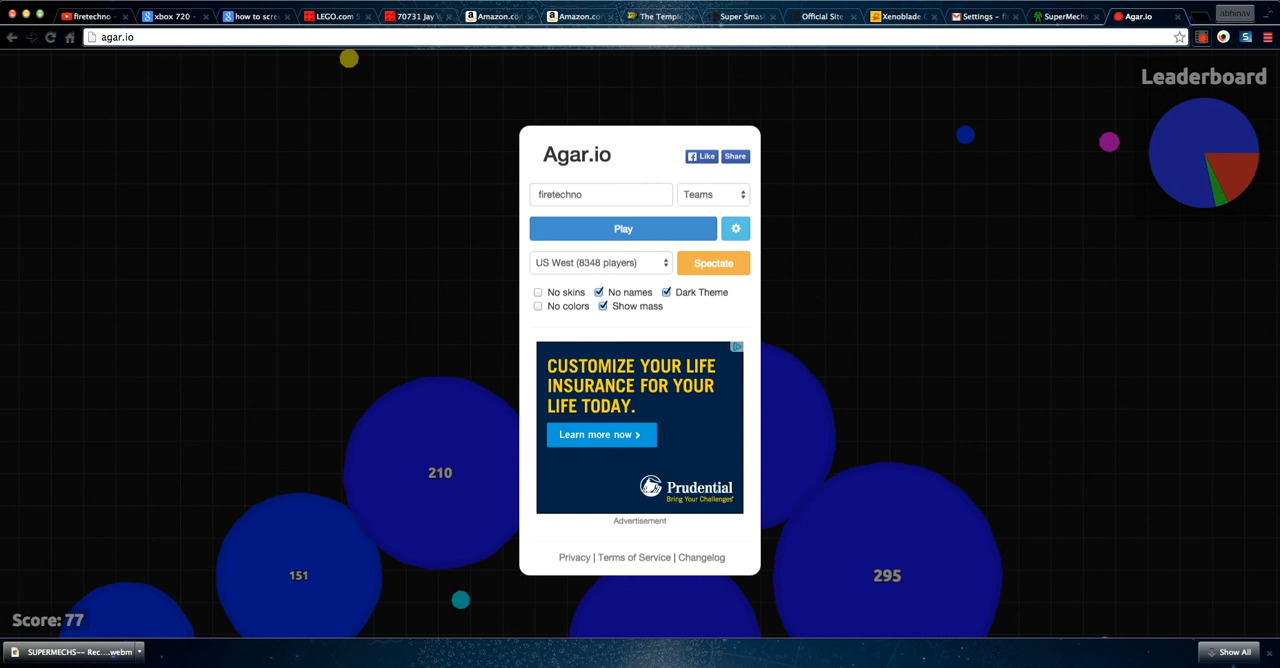 firetechno -
xbox 720 -
how to scre
LEGO.com S
70731 Jay
Amazon.co
Amazon.co
The Templ
Super Smas
Official Site
Xenoblade
Settings - fi
SuperMechs
Agar.io
abhinav
agar.io
Leaderboard
Agar.io
Like Share
firetechno Teams
Play
US West (8348 players) Spectate
No skins No names Dark Theme
No colors Show mass
CUSTOMIZE YOUR LIFE
INSURANCE FOR YOUR
LIFE TODAY.
Learn more now >
Prudential
Bring Your Challenges®
Advertisement
Privacy | Terms of Service | Changelog
210
151
295
Score: 77
SUPERMECHS-- Rec....webm
Show All